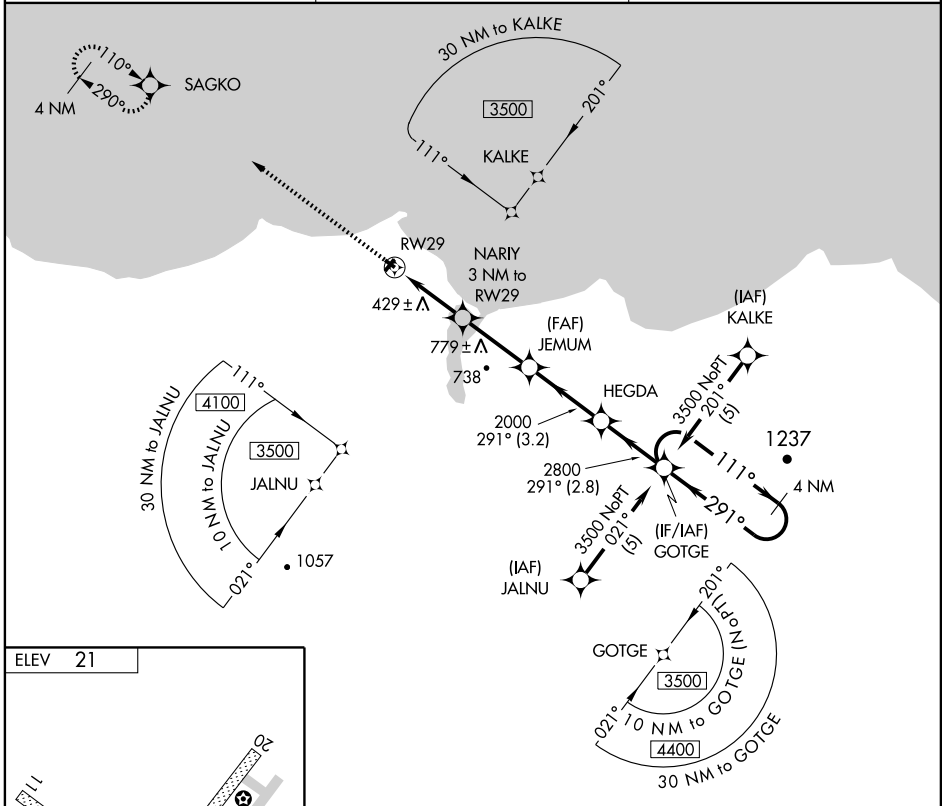 30 NM to KALKE
110°
290°
SAGKO
4 NM
3500
201°
111°
KALKE
RW29
NARIY
3 NM to
RW29
429±
(IAF)
KALKE
(FAF)
JEMUM
779±
738
HEGDA
3500 NoPT
201°
(5)
111°
4100
30 NM to JALNU
10 NM to JALNU
3500
JALNU
021°
1057
2000
291° (3.2)
2800
291° (2.8)
1237
111°
4 NM
291°
3500 NoPT
021°
(5)
(IF/IAF)
GOTGE
(IAF)
JALNU
201°
GOTGE
3500
021°
10 NM to GOTGE (NoPT)
4400
30 NM to GOTGE
ELEV 21
20
11